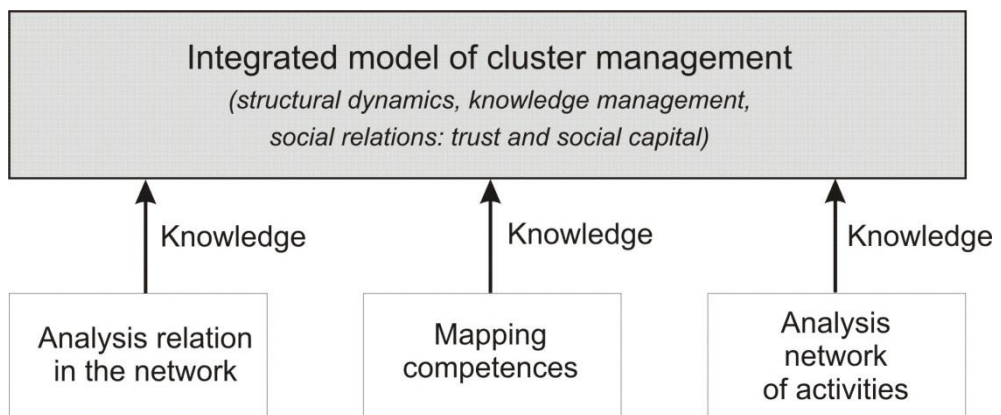 Integrated model of cluster management
(structural dynamics, knowledge management,
social relations: trust and social capital)
Knowledge
Knowledge
Knowledge
Analysis relation
in the network
Mapping
competences
Analysis
network
of activities